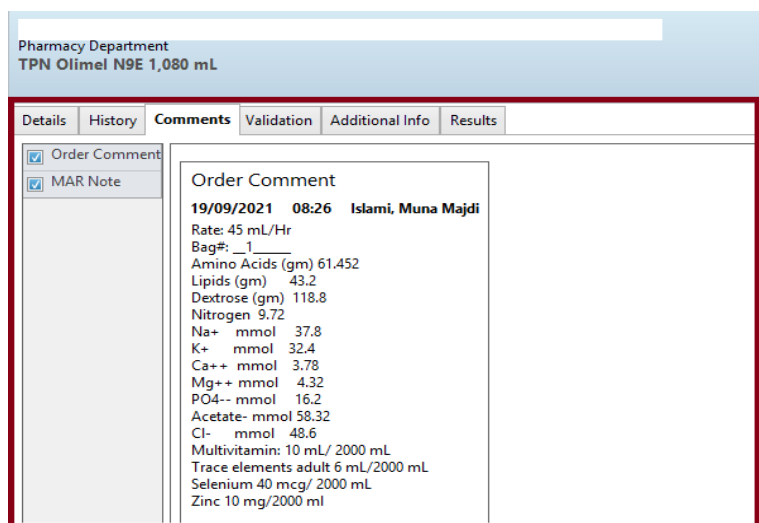 Pharmacy Department
TPN Olimel N9E 1,080 mL
Details History Comments Validation Additional Info Results
Order Comment
MAR Note
Order Comment
19/09/2021 08:26 Islami, Muna Majdi
Rate: 45 mL/Hr
Bag#: __1_____
Amino Acids (gm) 61.452
Lipids (gm) 43.2
Dextrose (gm) 118.8
Nitrogen 9.72
Na+ mmol 37.8
K+ mmol 32.4
Ca++ mmol 3.78
Mg++ mmol 4.32
PO4-- mmol 16.2
Acetate- mmol 58.32
Cl- mmol 48.6
Multivitamin: 10 mL/ 2000 mL
Trace elements adult 6 mL/2000 mL
Selenium 40 mcg/ 2000 mL
Zinc 10 mg/2000 ml